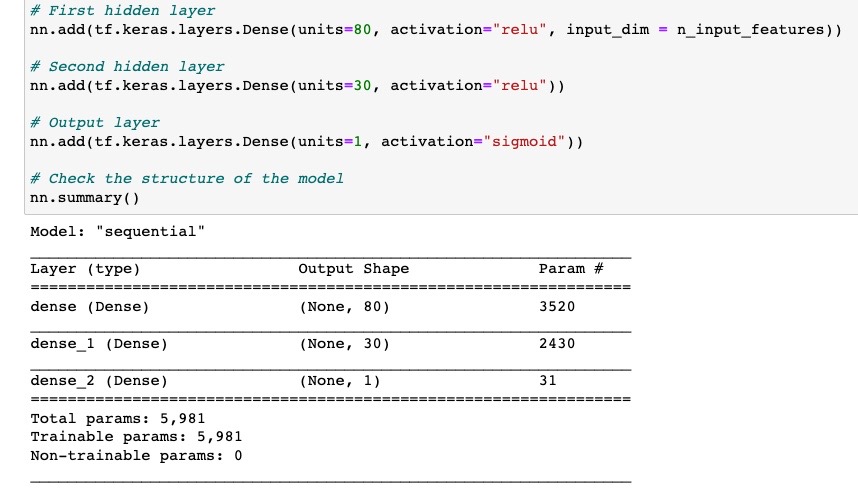 # First hidden layer
nn.add(tf.keras.layers.Dense(units=80, activation="relu", input_dim = n_input_features))
# Second hidden layer
nn.add(tf.keras.layers.Dense(units=30, activation="relu"))
# Output layer
nn.add(tf.keras.layers.Dense(units=1, activation="sigmoid"))
# Check the structure of the model
nn.summary()
Model: "sequential"
Layer (type) Output Shape Param #
dense (Dense) (None, 80) 3520
dense_1 (Dense) (None, 30) 2430
dense_2 (Dense) (None, 1) 31
Total params: 5,981
Trainable params: 5,981
Non-trainable params: 0